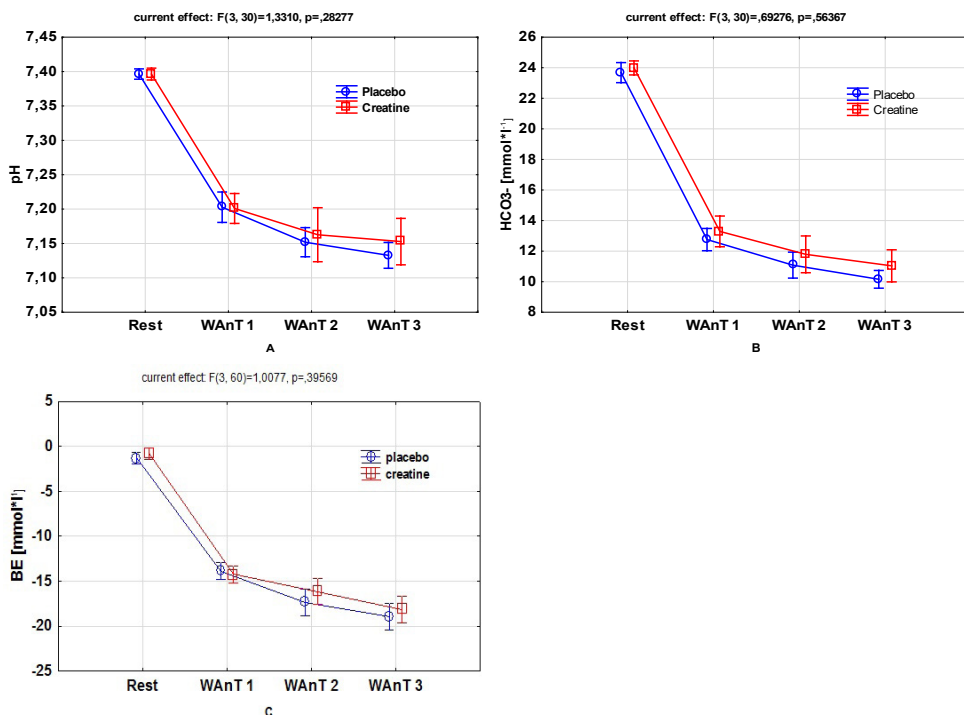 current effect: F(3, 30)=1,3310, p=,28277
7,45
7,40
7,35
7,30
7,25
7,20
7,15
7,10
7,05
pH
Placebo
Creatine
Rest WAnT 1 WAnT 2 WAnT 3
A
current effect: F(3, 30)=,69276, p=,56367
26
24
22
20
18
16
14
12
10
8
HCO3- [mmol*l⁻¹]
Placebo
Creatine
Rest WAnT 1 WAnT 2 WAnT 3
B
current effect: F(3, 60)=1,0077, p=,39569
5
0
-5
-10
-15
-20
-25
BE [mmol*l¹]
placebo
creatine
Rest WAnT 1 WAnT 2 WAnT 3
C